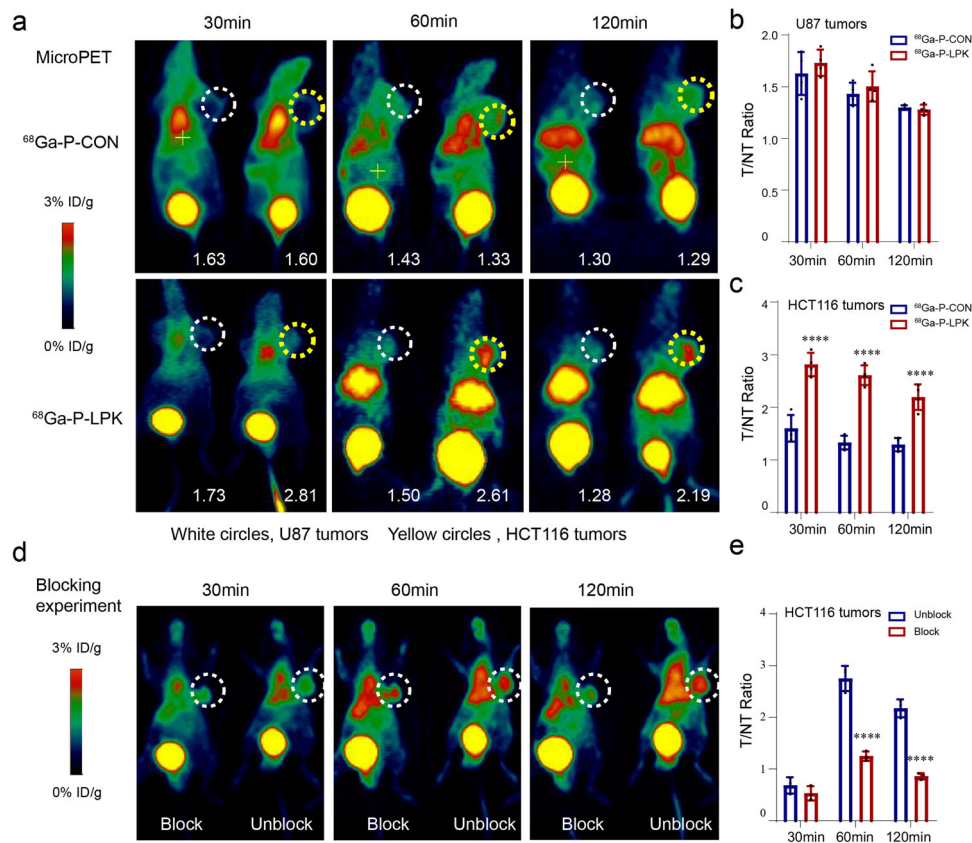 a
30min
60min
120min
MicroPET
⁶⁸Ga-P-CON
3% ID/g
0% ID/g
1.63
1.60
1.43
1.33
1.30
1.29
⁶⁸Ga-P-LPK
1.73
2.81
1.50
2.61
1.28
2.19
White circles, U87 tumors Yellow circles , HCT116 tumors
b
U87 tumors
⁶⁸Ga-P-CON
⁶⁸Ga-P-LPK
T/NT Ratio
2.0
1.5
1.0
0.5
0
30min
60min
120min
c
HCT116 tumors
⁶⁸Ga-P-CON
⁶⁸Ga-P-LPK
T/NT Ratio
4
3
2
1
0
****
****
****
30min
60min
120min
d
Blocking
experiment
30min
60min
120min
3% ID/g
0% ID/g
Block
Unblock
Block
Unblock
Block
Unblock
e
HCT116 tumors
Unblock
Block
T/NT Ratio
4
3
2
1
0
****
****
30min
60min
120min